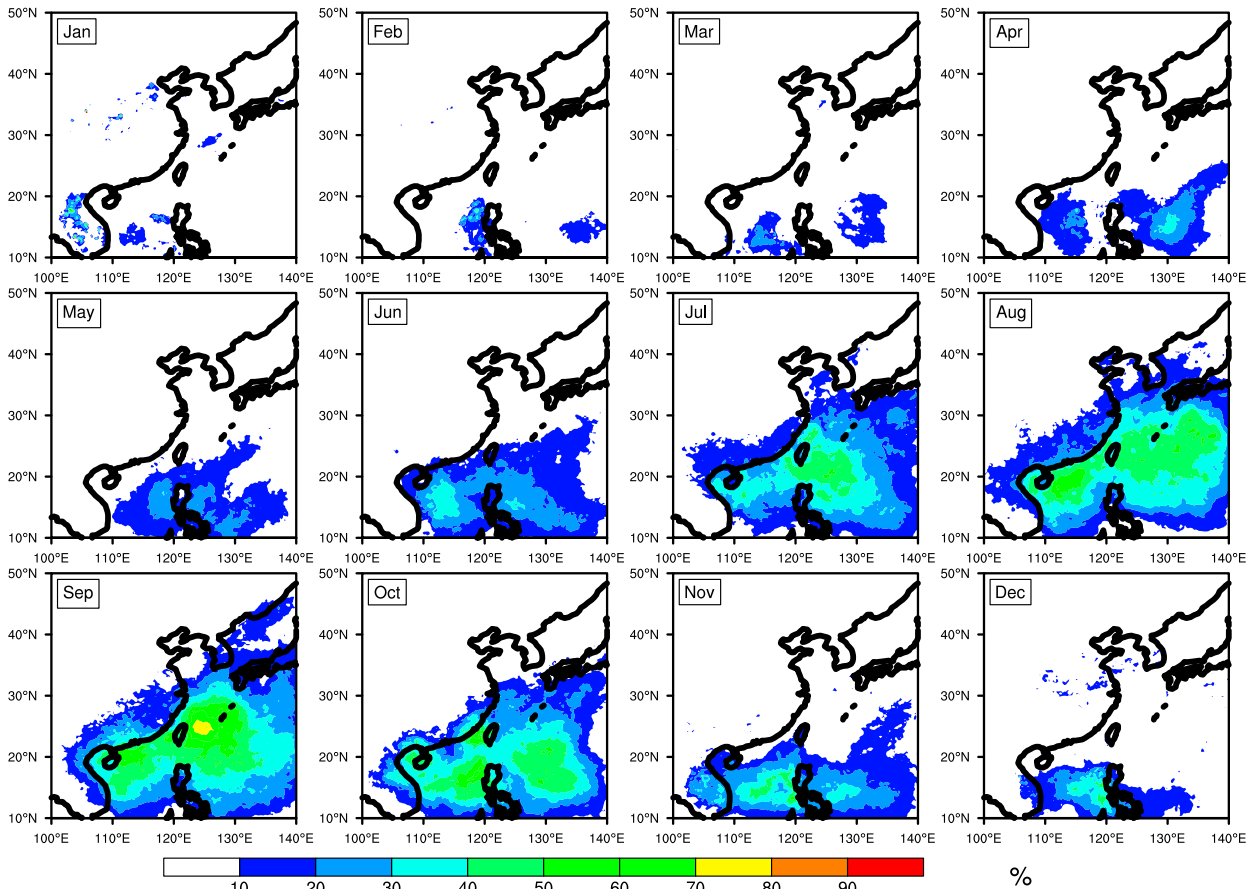 50°N 50°N 50°N 50°N
Jan Feb Mar Apr
40°N 40°N 40°N 40°N
30°N 30°N 30°N 30°N
20°N 20°N 20°N 20°N
10°N 10°N 10°N 10°N
100°E 110°E 120°E 130°E 140°E 100°E 110°E 120°E 130°E 140°E 100°E 110°E 120°E 130°E 140°E 100°E 110°E 120°E 130°E 140°E
50°N 50°N 50°N 50°N
May Jun Jul Aug
40°N 40°N 40°N 40°N
30°N 30°N 30°N 30°N
20°N 20°N 20°N 20°N
10°N 10°N 10°N 10°N
100°E 110°E 120°E 130°E 140°E 100°E 110°E 120°E 130°E 140°E 100°E 110°E 120°E 130°E 140°E 100°E 110°E 120°E 130°E 140°E
50°N 50°N 50°N 50°N
Sep Oct Nov Dec
40°N 40°N 40°N 40°N
30°N 30°N 30°N 30°N
20°N 20°N 20°N 20°N
10°N 10°N 10°N 10°N
100°E 110°E 120°E 130°E 140°E 100°E 110°E 120°E 130°E 140°E 100°E 110°E 120°E 130°E 140°E 100°E 110°E 120°E 130°E 140°E
10 20 30 40 50 60 70 80 90 %